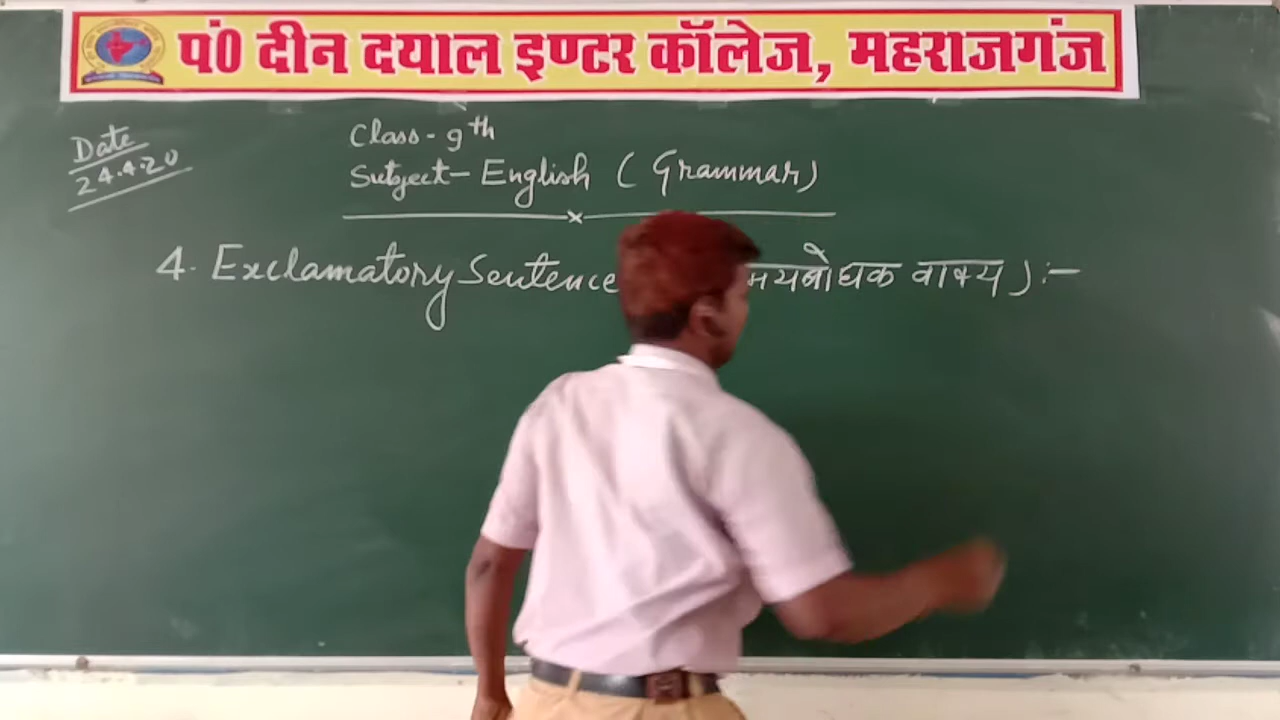 पं0 दीन दयाल इण्टर कॉलेज, महराजगंज
Date
24.4.20
Class - 9th
Subject - English ( Grammar )
4. Exclamatory Sentence वाक्य ) :-